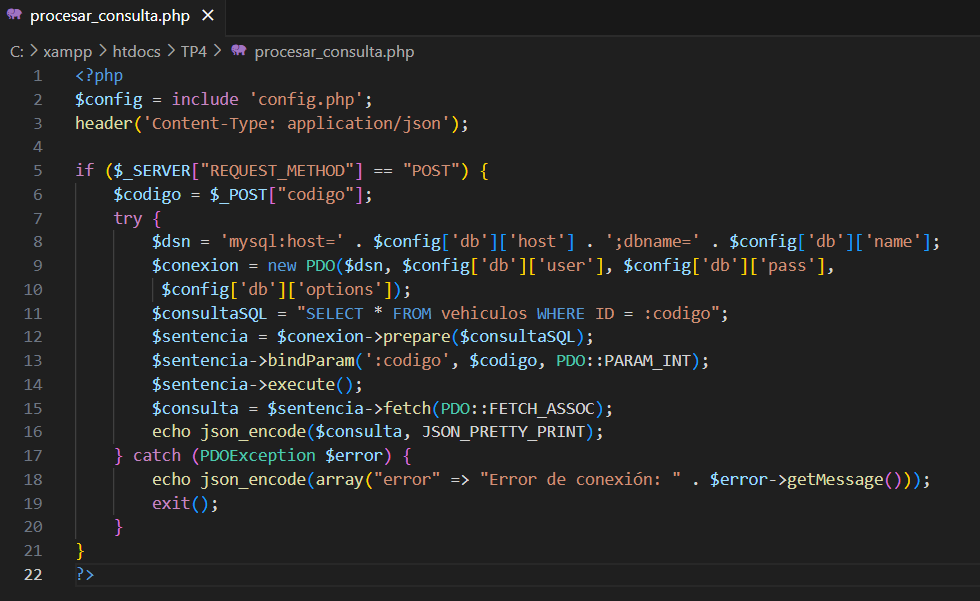 procesar_consulta.php ×
C: > xampp > htdocs > TP4 > procesar_consulta.php
1 <?php
2 $config = include 'config.php';
3 header('Content-Type: application/json');
4
5 if ($_SERVER["REQUEST_METHOD"] == "POST") {
6     $codigo = $_POST["codigo"];
7     try {
8         $dsn = 'mysql:host=' . $config['db']['host'] . ';dbname=' . $config['db']['name'];
9         $conexion = new PDO($dsn, $config['db']['user'], $config['db']['pass'],
10          $config['db']['options']);
11         $consultaSQL = "SELECT * FROM vehiculos WHERE ID = :codigo";
12         $sentencia = $conexion->prepare($consultaSQL);
13         $sentencia->bindParam(':codigo', $codigo, PDO::PARAM_INT);
14         $sentencia->execute();
15         $consulta = $sentencia->fetch(PDO::FETCH_ASSOC);
16         echo json_encode($consulta, JSON_PRETTY_PRINT);
17     } catch (PDOException $error) {
18         echo json_encode(array("error" => "Error de conexión: " . $error->getMessage()));
19         exit();
20     }
21 }
22 ?>